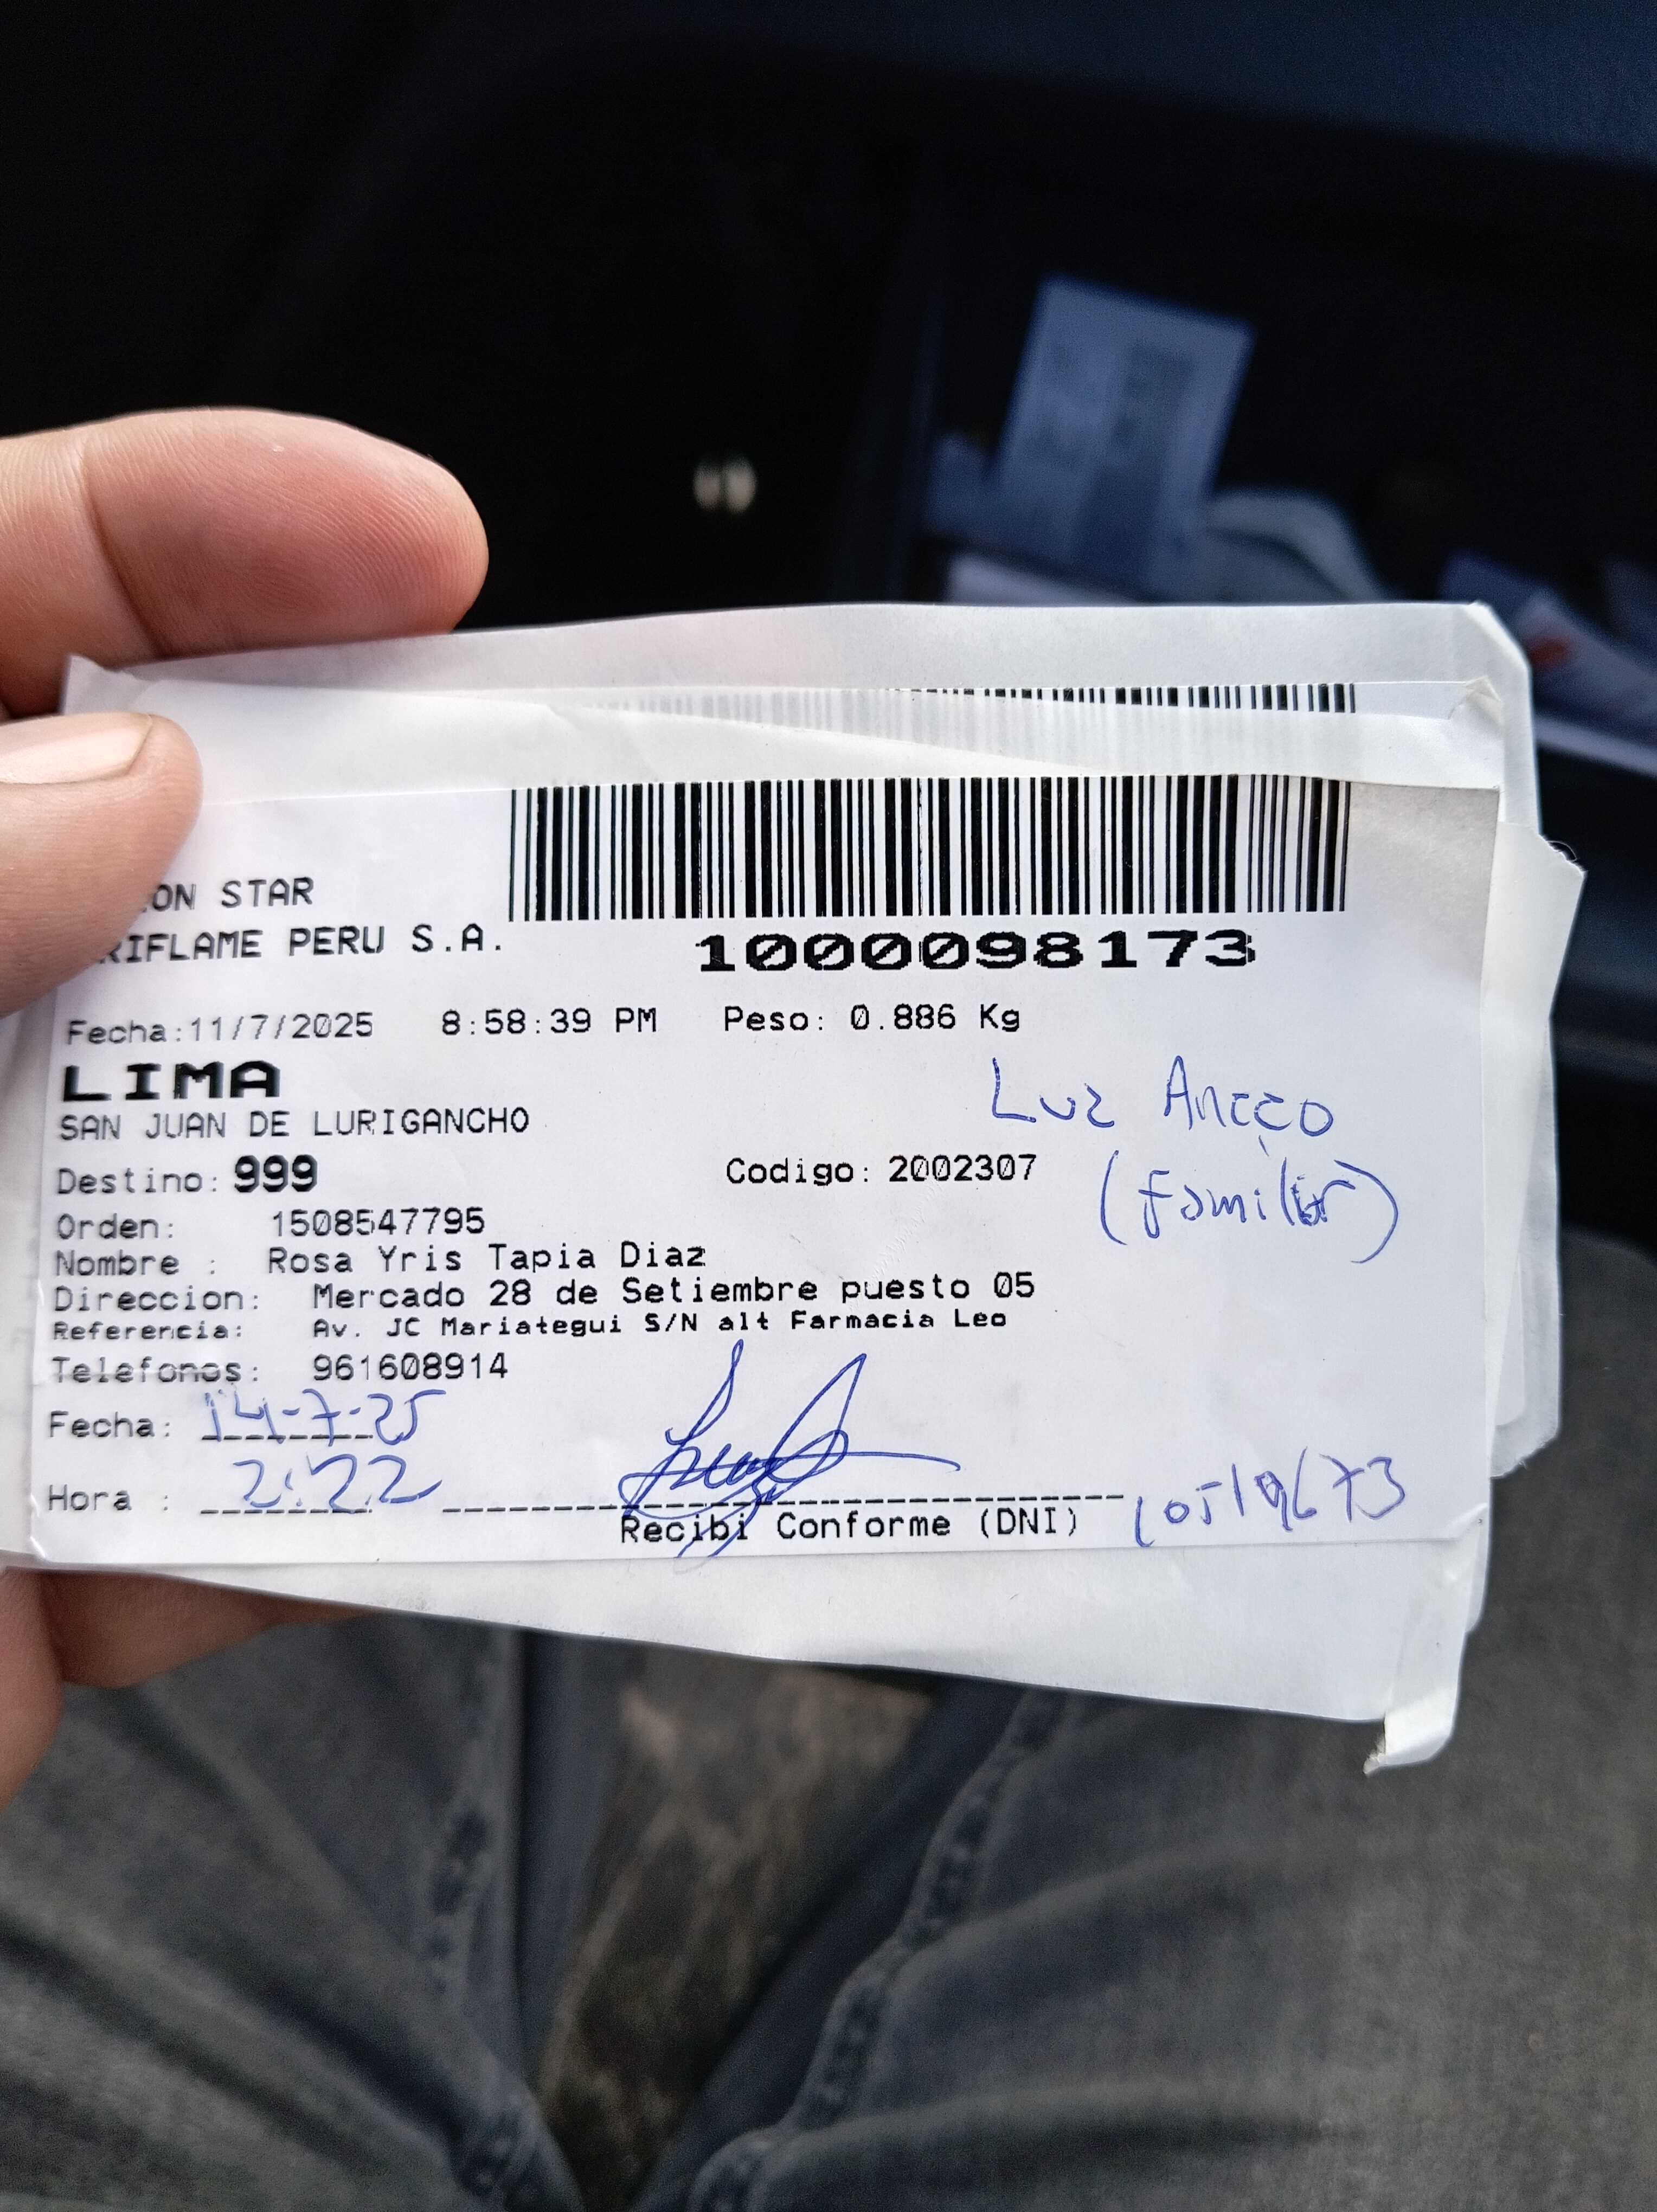 ON STAR
RIFLAME PERU S.A.
1000098173
Fecha:11/7/2025 8:58:39 PM Peso: 0.886 Kg
LIMA
SAN JUAN DE LURIGANCHO
Luz
(Familiar)
Destino: 999 Codigo: 2002307
Orden: 1508547795
Nombre : Rosa Yris Tapia Diaz
Direccion: Mercado 28 de Setiembre puesto 05
Referencia: Av. JC Mariategui S/N alt Farmacia Leo
Telefonos: 961608914
Fecha: 14-7-25
Hora : 2:22
Recibi Conforme (DNI)